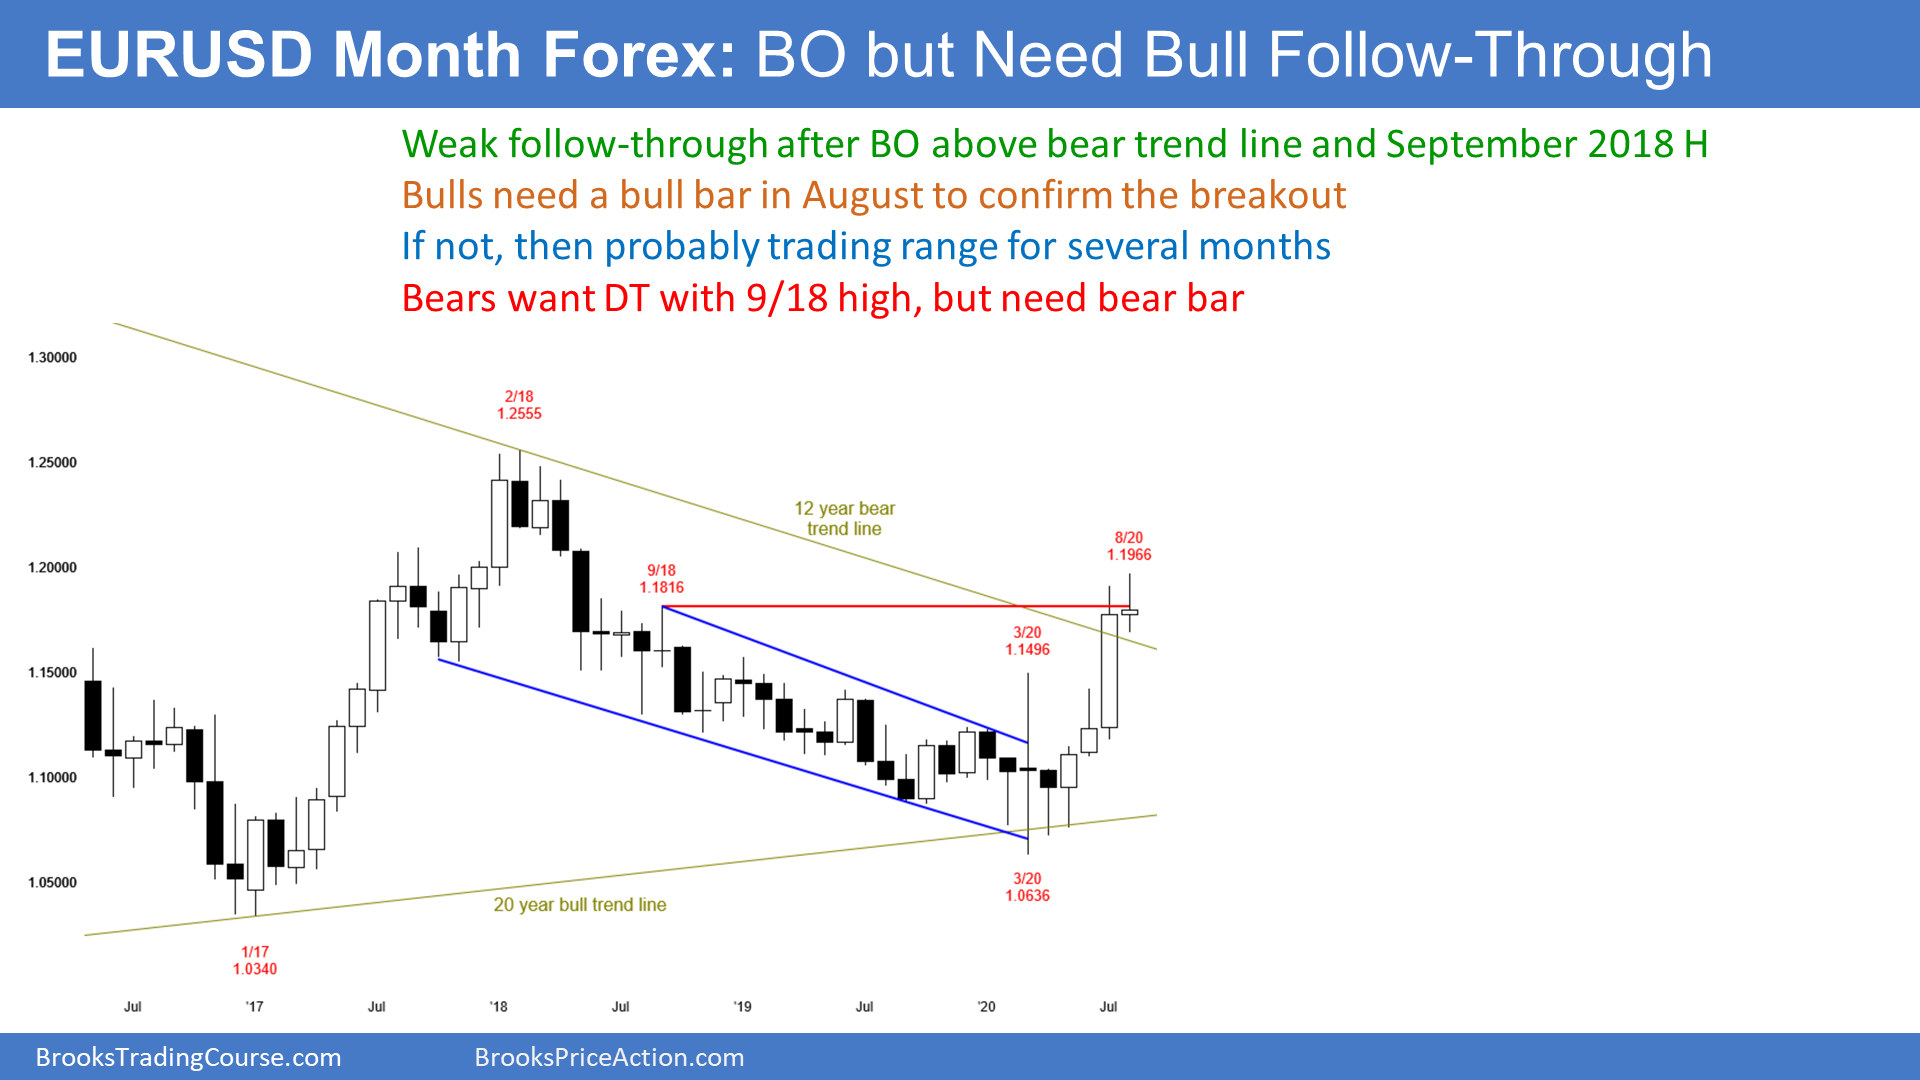 EURUSD Month Forex: BO but Need Bull Follow-Through
Weak follow-through after BO above bear trend line and September 2018 H
Bulls need a bull bar in August to confirm the breakout
If not, then probably trading range for several months
Bears want DT with 9/18 high, but need bear bar
1.30000
2/18
1.2555
1.25000
12 year bear
trend line
8/20
1.1966
1.20000
9/18
1.1816
3/20
1.1496
1.15000
1.10000
1.05000
3/20
1.0636
20 year bull trend line
1/17
1.0340
Jul '17 Jul '18 Jul '19 Jul '20 Jul
BrooksTradingCourse.com BrooksPriceAction.com